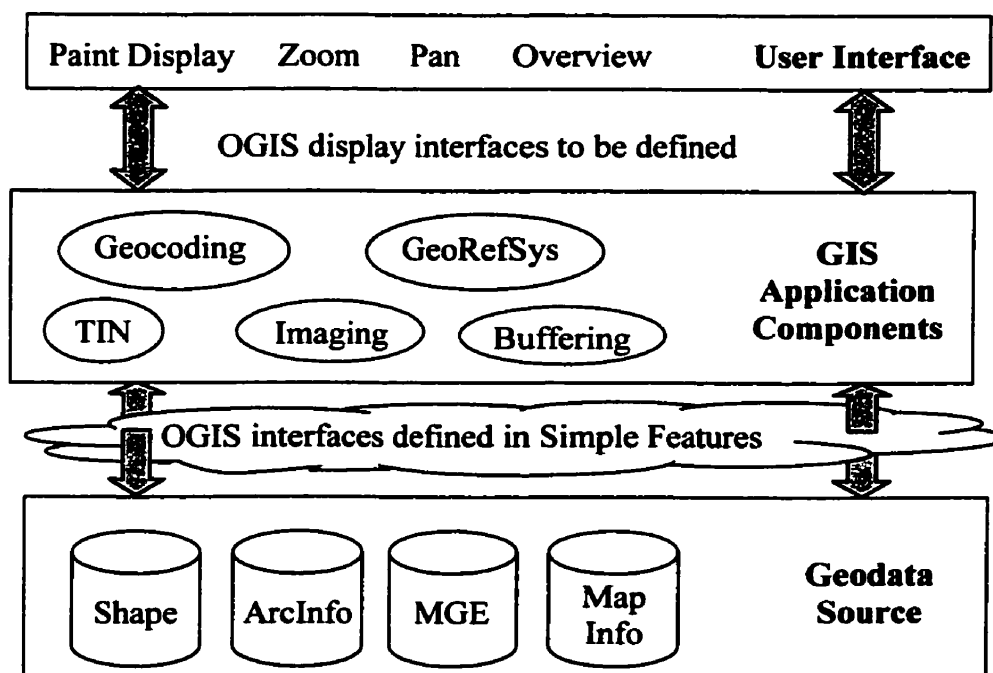 Paint Display Zoom Pan Overview User Interface
OGIS display interfaces to be defined
Geocoding GeoRefSys
GIS
Application
Components
TIN Imaging Buffering
OGIS interfaces defined in Simple Features
Shape ArcInfo MGE
Map
Info
Geodata
Source